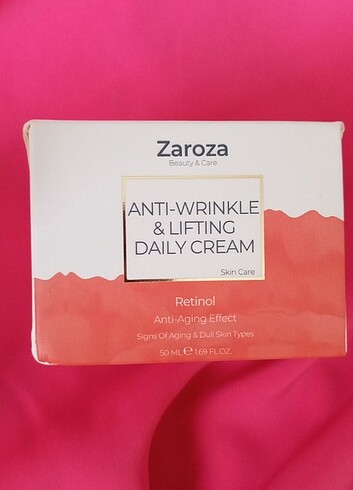 Zaroza
Beauty & Care
ANTI-WRINKLE
& LIFTING
DAILY CREAM
Skin Care
Retinol
Anti-Aging Effect
Signs Of Aging & Dull Skin Types
50 ML ℮ 1.69 FL.OZ.